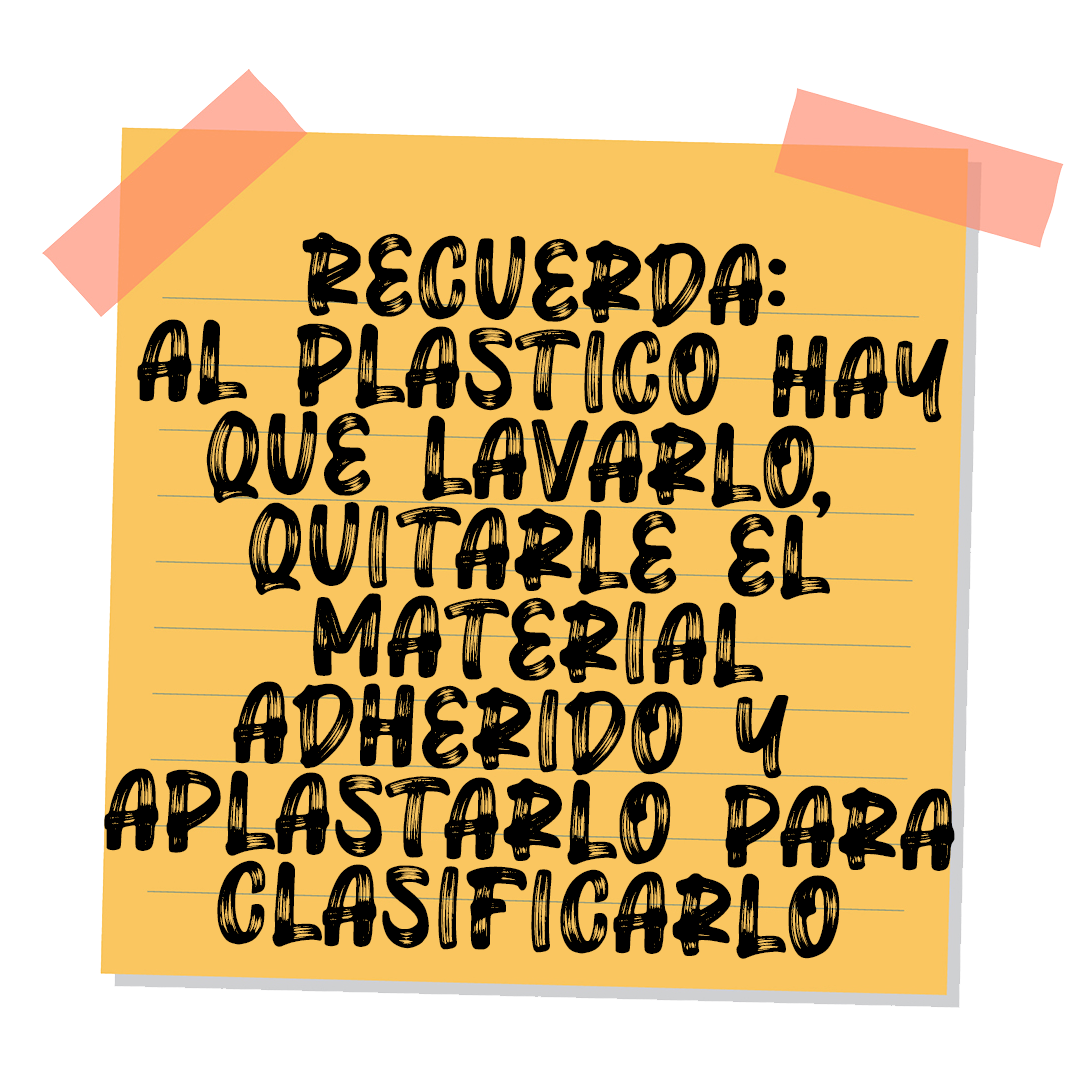 RECUERDA:
AL PLASTICO HAY
QUE LAVARLO,
QUITARLE EL
MATERIAL
ADHERIDO Y
APLASTARLO PARA
CLASIFICARLO